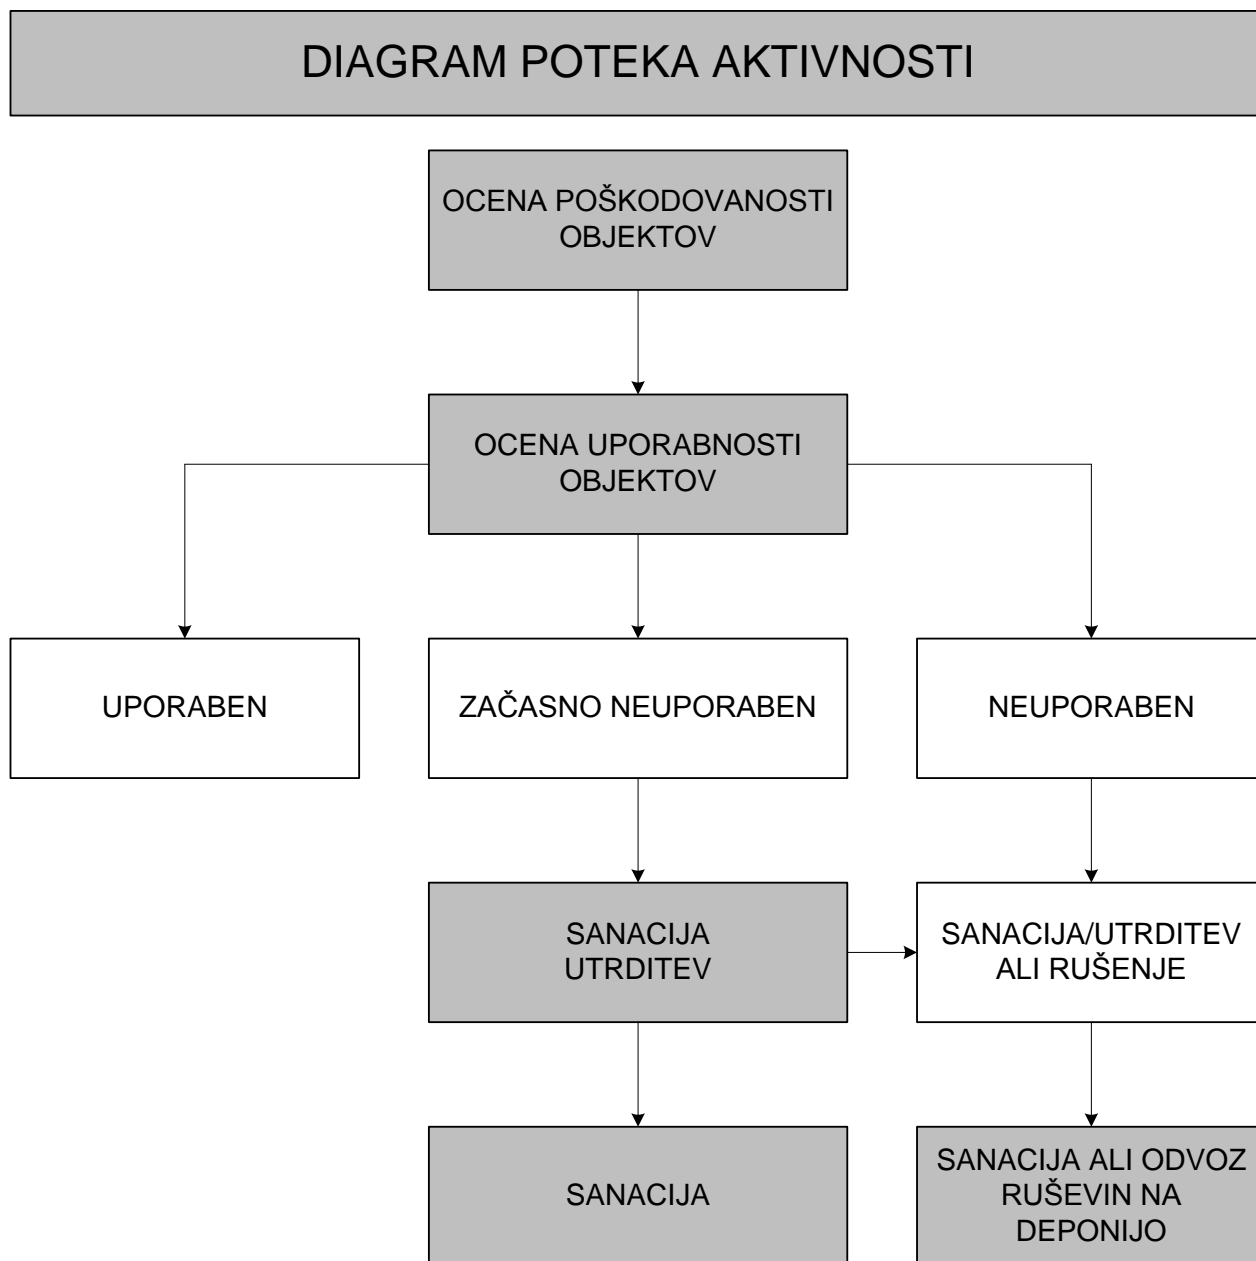 DIAGRAM POTEKA AKTIVNOSTI
OCENA POŠKODOVANOSTI
OBJEKTOV
OCENA UPORABNOSTI
OBJEKTOV
UPORABEN
ZAČASNO NEUPORABEN
NEUPORABEN
SANACIJA
UTRDITEV
SANACIJA/UTRDITEV
ALI RUŠENJE
SANACIJA
SANACIJA ALI ODVOZ
RUŠEVIN NA
DEPONIJO